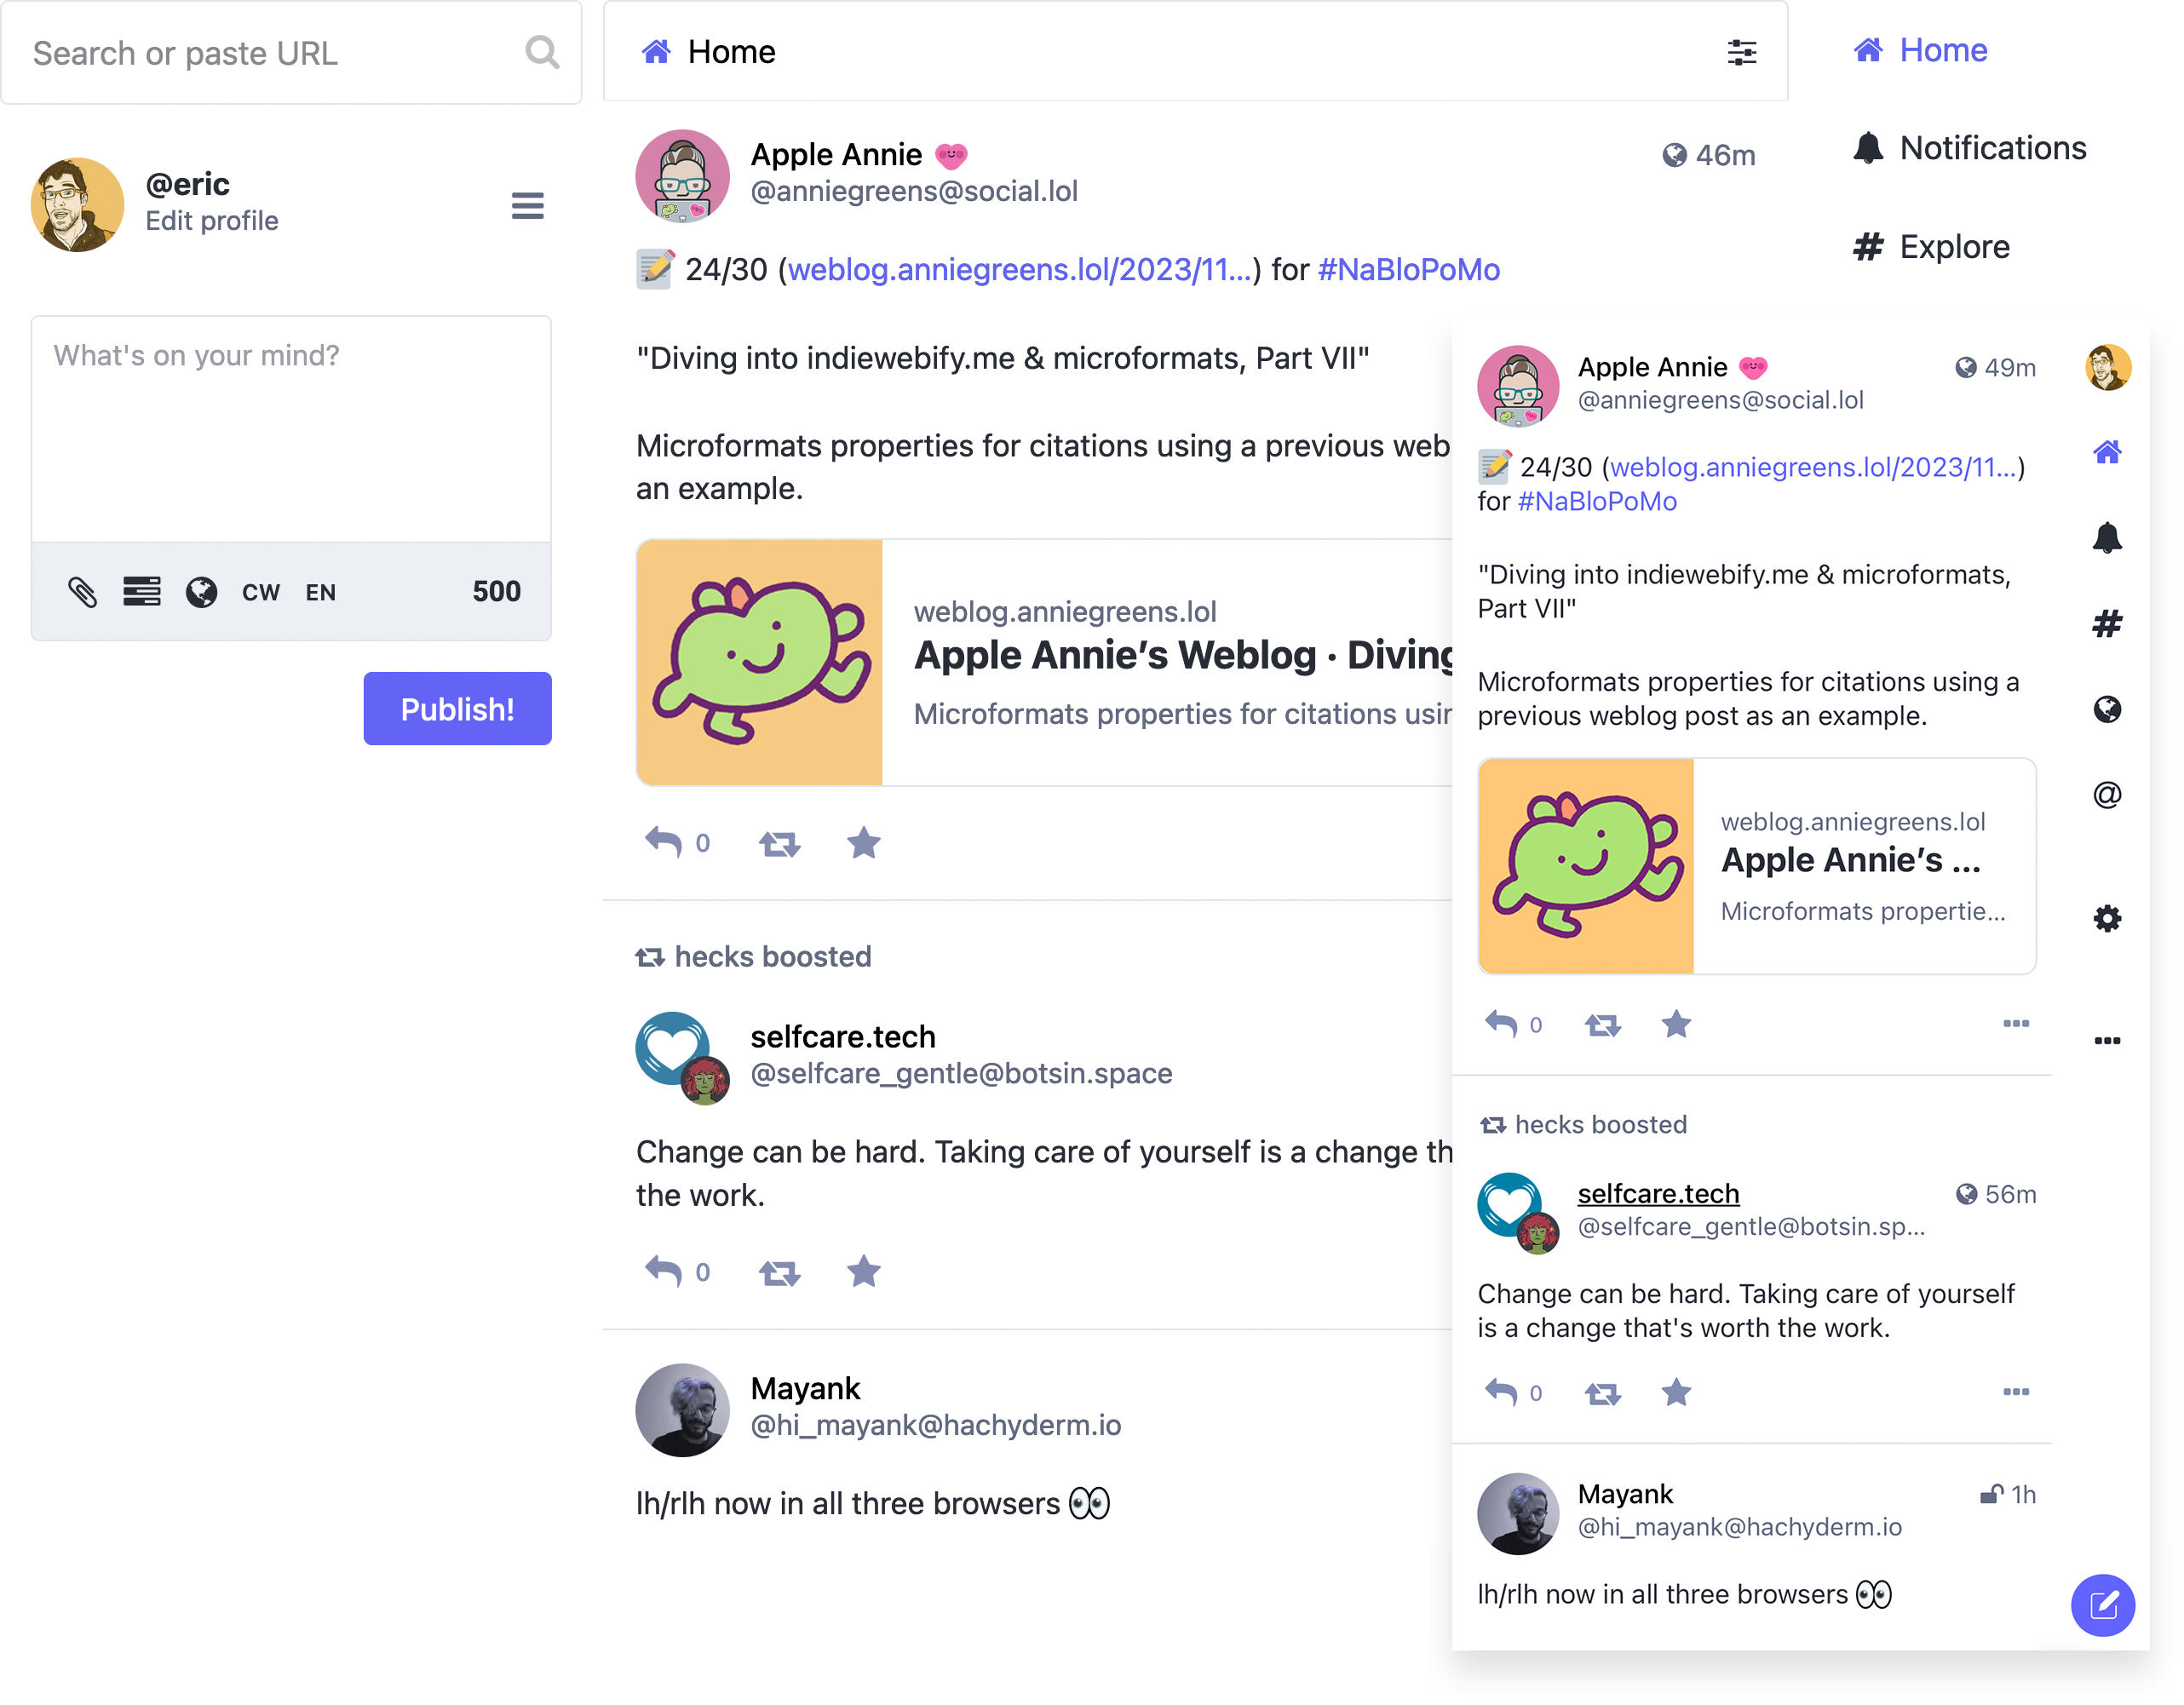 Search or paste URL
@eric
Edit profile
What's on your mind?
CW EN 500
Publish!
Home
Apple Annie
46m
@anniegreens@social.lol
24/30 (weblog.anniegreens.lol/2023/11...) for #NaBloPoMo
"Diving into indiewebify.me & microformats, Part VII"
Microformats properties for citations using a previous web
an example.
weblog.anniegreens.lol
Apple Annie’s Weblog · Diving
Microformats properties for citations usin
0
hecks boosted
selfcare.tech
@selfcare_gentle@botsin.space
Change can be hard. Taking care of yourself is a change th
the work.
0
Mayank
@hi_mayank@hachyderm.io
lh/rlh now in all three browsers
Home
Notifications
# Explore
Apple Annie
49m
@anniegreens@social.lol
24/30 (weblog.anniegreens.lol/2023/11...)
for #NaBloPoMo
"Diving into indiewebify.me & microformats,
Part VII"
Microformats properties for citations using a
previous weblog post as an example.
weblog.anniegreens.lol
Apple Annie’s ...
Microformats propertie...
0
hecks boosted
selfcare.tech
56m
@selfcare_gentle@botsin.sp...
Change can be hard. Taking care of yourself
is a change that's worth the work.
0
Mayank
1h
@hi_mayank@hachyderm.io
lh/rlh now in all three browsers
#
@